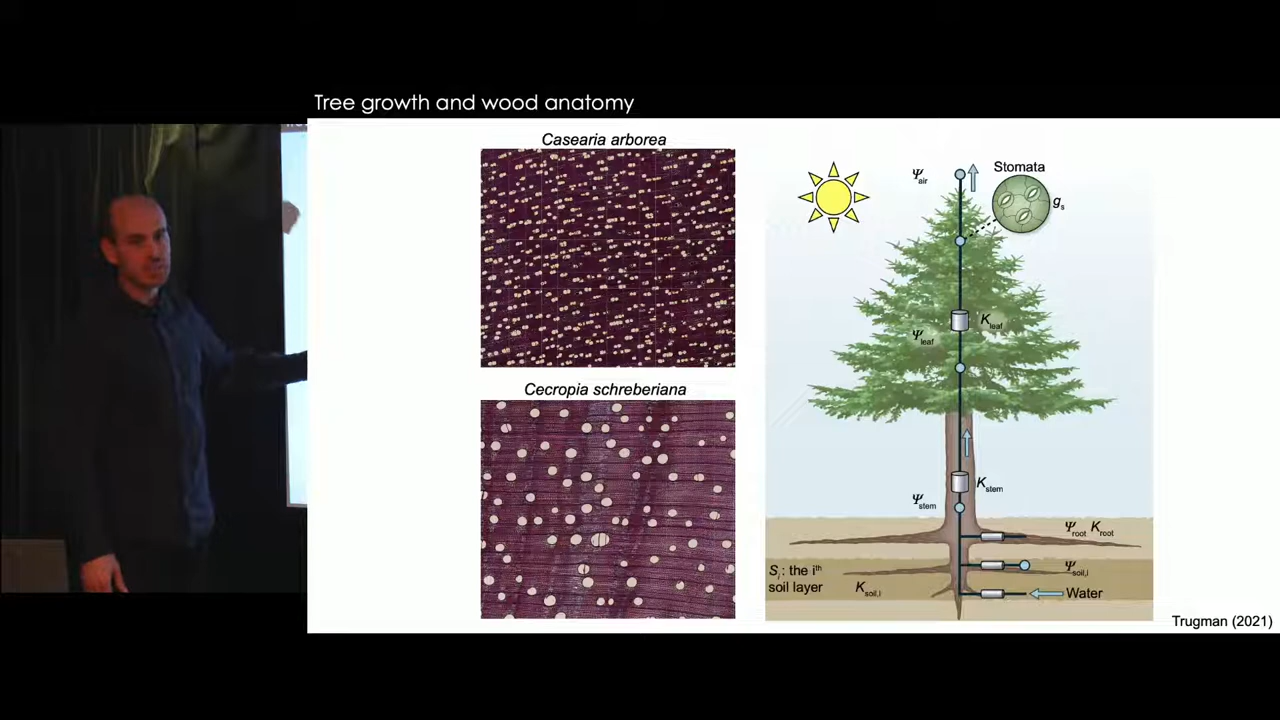 Tree growth and wood anatomy
Casearia arborea
Cecropia schreberiana
Ψair
Stomata
gs
Kleaf
Ψleaf
Kstem
Ψstem
Ψroot Kroot
Si: the ith
soil layer
Ksoil,i
Ψsoil,i
Water
Trugman (2021)